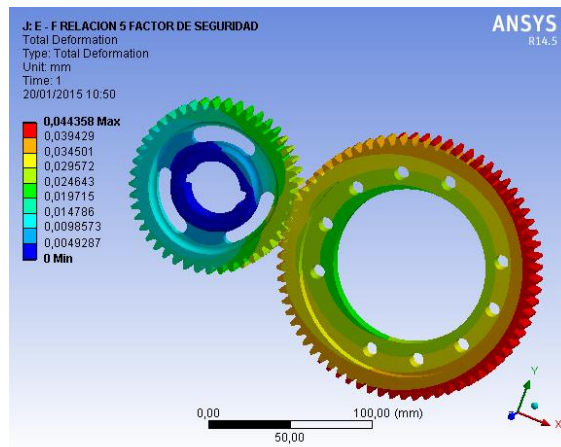 J: E - F RELACION 5 FACTOR DE SEGURIDAD
Total Deformation
Type: Total Deformation
Unit: mm
Time: 1
20/01/2015 10:50
ANSYS
R14.5
0,044358 Max
0,039429
0,034501
0,029572
0,024643
0,019715
0,014786
0,0098573
0,0049287
0 Min
0,00
100,00 (mm)
50,00
Y
X